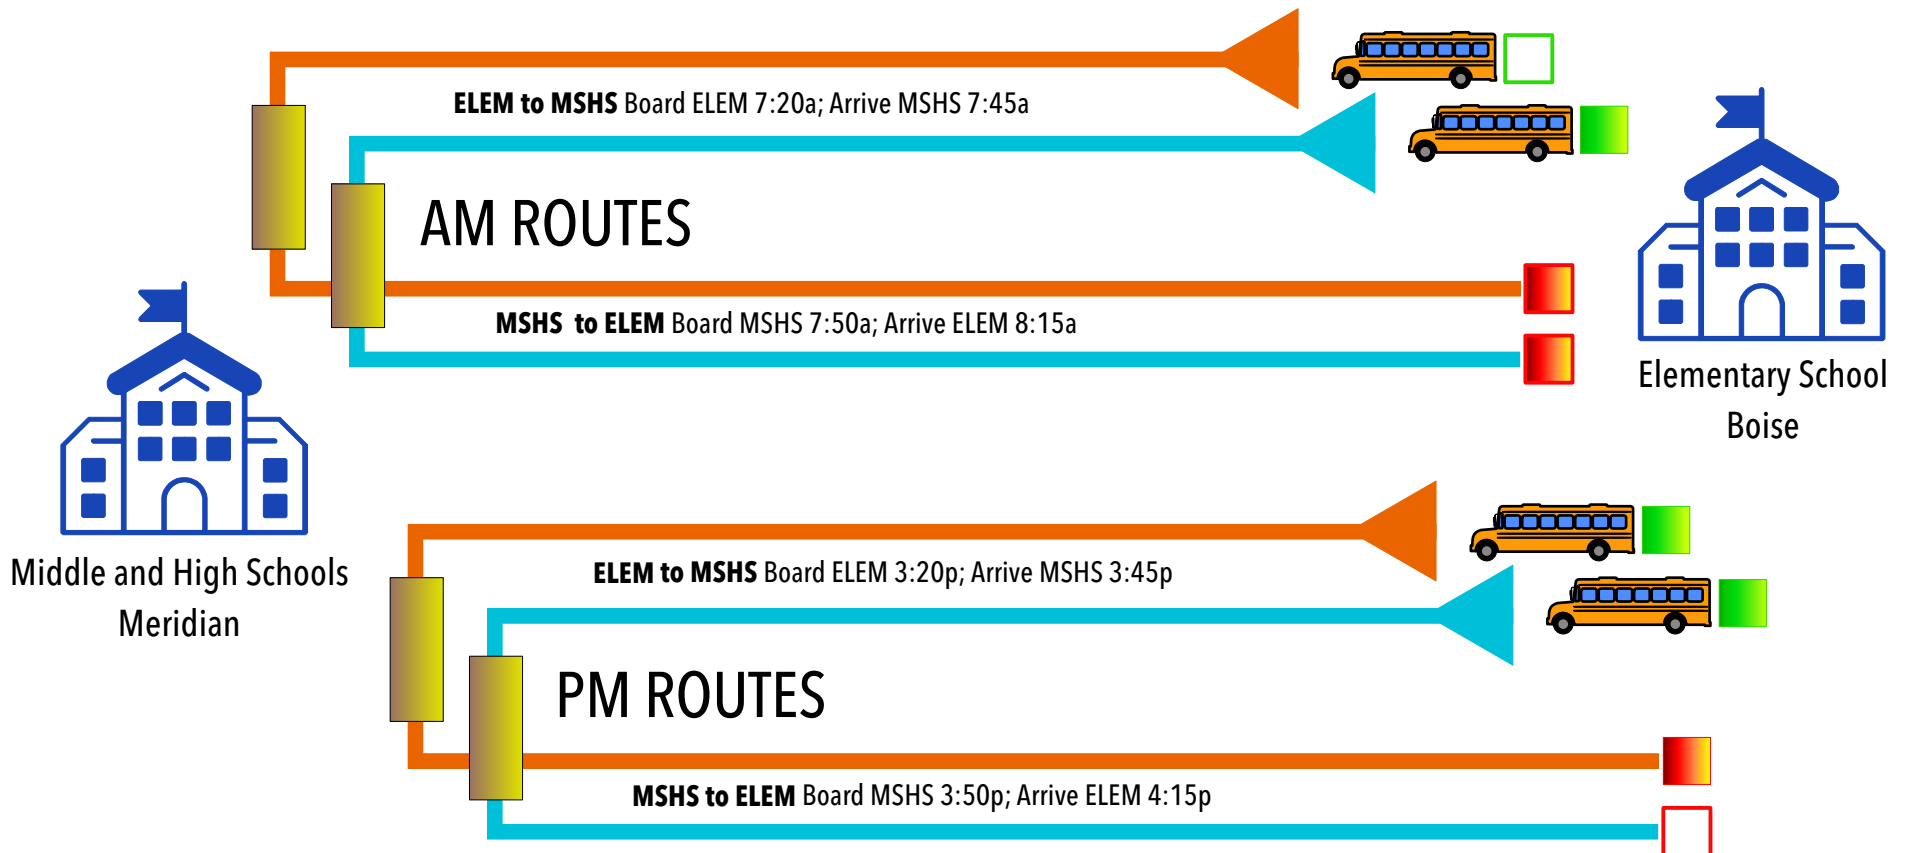 ELEM to MSHS Board ELEM 7:20a; Arrive MSHS 7:45a
AM ROUTES
MSHS  to ELEM Board MSHS 7:50a; Arrive ELEM 8:15a
Elementary School
Boise
Middle and High Schools
Meridian
ELEM to MSHS Board ELEM 3:20p; Arrive MSHS 3:45p
PM ROUTES
MSHS to ELEM Board MSHS 3:50p; Arrive ELEM 4:15p